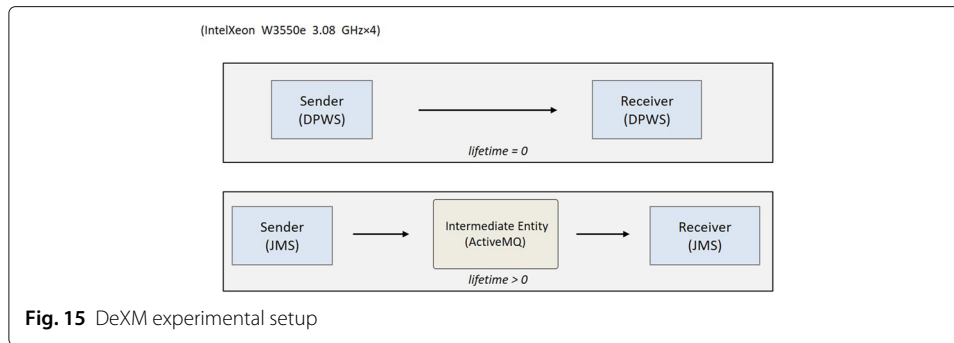 (IntelXeon W3550e 3.08 GHz×4)
Sender
(DPWS)
Receiver
(DPWS)
lifetime = 0
Sender
(JMS)
Intermediate Entity
(ActiveMQ)
Receiver
(JMS)
lifetime > 0
Fig. 15 DeXM experimental setup